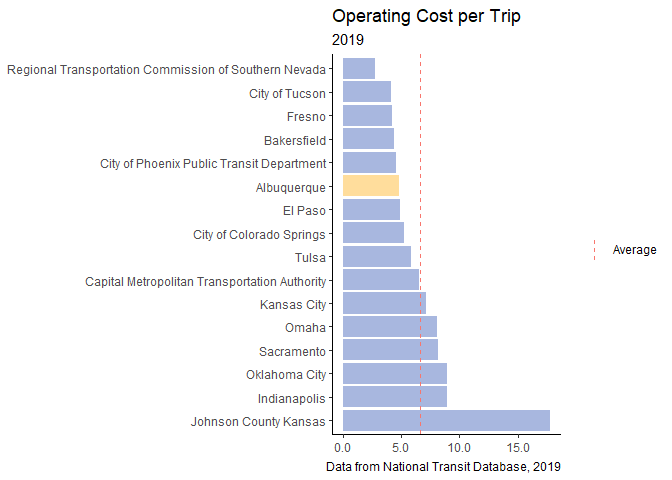 Operating Cost per Trip
2019
Regional Transportation Commission of Southern Nevada
City of Tucson
Fresno
Bakersfield
City of Phoenix Public Transit Department
Albuquerque
El Paso
City of Colorado Springs
Tulsa
Capital Metropolitan Transportation Authority
Kansas City
Omaha
Sacramento
Oklahoma City
Indianapolis
Johnson County Kansas
0.0 5.0 10.0 15.0
Data from National Transit Database, 2019
Average